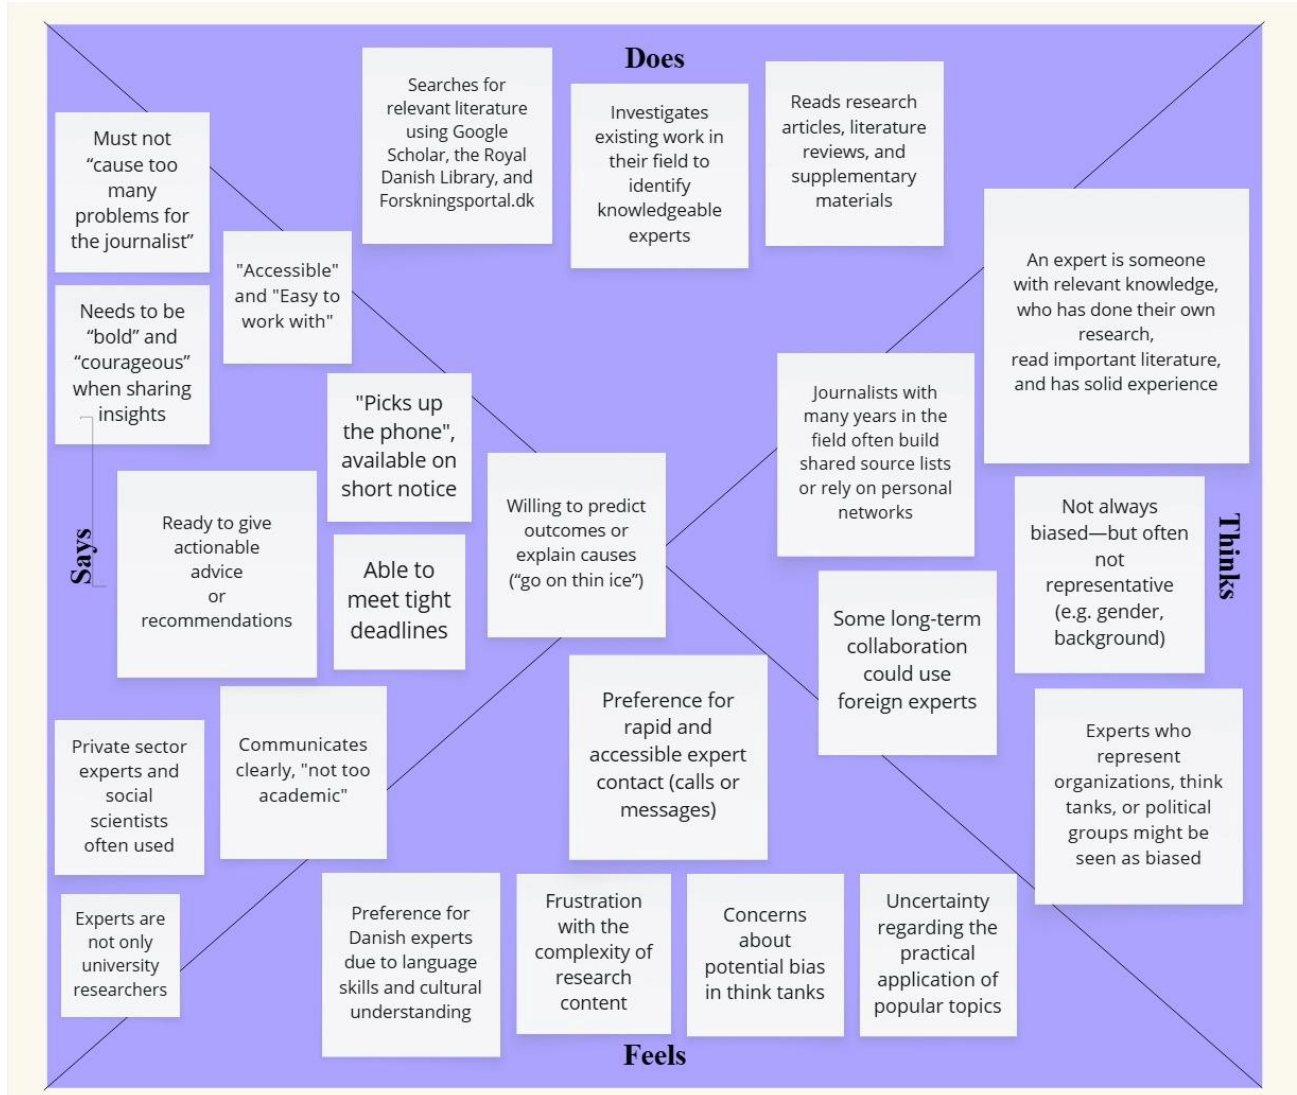 Does
Searches for
relevant literature
using Google
Scholar, the Royal
Danish Library, and
Forskningsportal.dk
Investigates
existing work in
their field to
identify
knowledgeable
experts
Reads research
articles, literature
reviews, and
supplementary
materials
Says
Must not
“cause too
many
problems for
the journalist”
"Accessible"
and "Easy to
work with"
Needs to be
“bold” and
“courageous”
when sharing
insights
"Picks up
the phone",
available on
short notice
Willing to predict
outcomes or
explain causes
(“go on thin ice”)
Ready to give
actionable
advice
or
recommendations
Able to
meet tight
deadlines
Communicates
clearly, "not too
academic"
Private sector
experts and
social
scientists
often used
Experts are
not only
university
researchers
Thinks
An expert is someone
with relevant knowledge,
who has done their own
research,
read important literature,
and has solid experience
Journalists with
many years in the
field often build
shared source lists
or rely on personal
networks
Not always
biased—but often
not
representative
(e.g. gender,
background)
Some long-term
collaboration
could use
foreign experts
Experts who
represent
organizations, think
tanks, or political
groups might be
seen as biased
Preference for
rapid and
accessible expert
contact (calls or
messages)
Preference for
Danish experts
due to language
skills and cultural
understanding
Frustration
with the
complexity of
research
content
Concerns
about
potential bias
in think tanks
Uncertainty
regarding the
practical
application of
popular topics
Feels